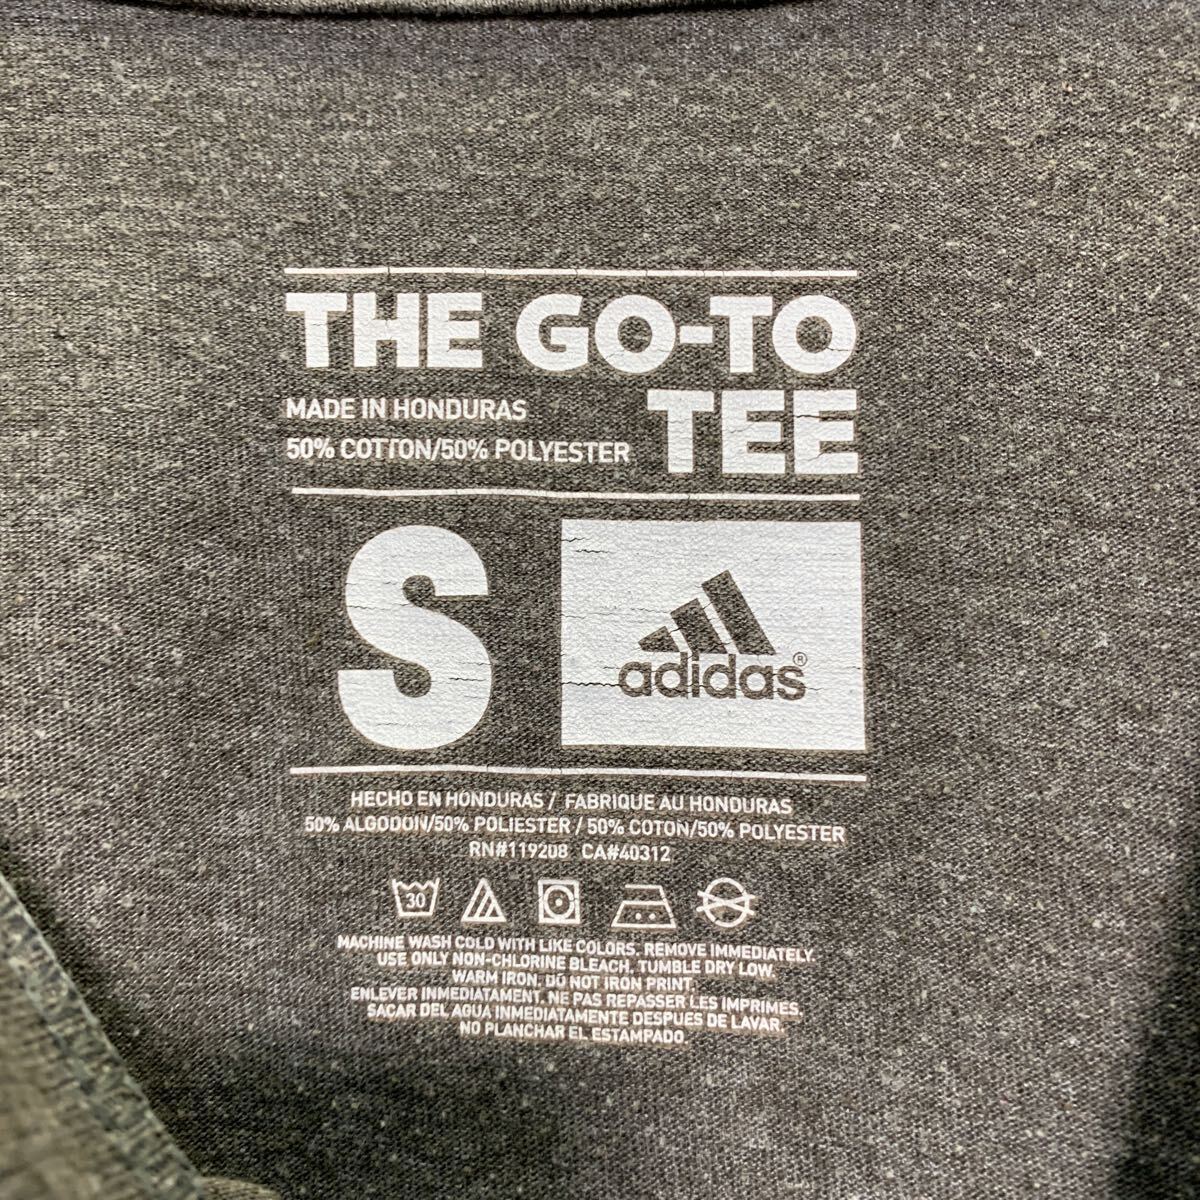 THE GO-TO
TEE
MADE IN HONDURAS
50% COTTON/50% POLYESTER
S
adidas®
HECHO EN HONDURAS / FABRIQUE AU HONDURAS
50% ALGODON/50% POLIESTER / 50% COTON/50% POLYESTER
RN#119208 CA#40312
30
MACHINE WASH COLD WITH LIKE COLORS. REMOVE IMMEDIATELY.
USE ONLY NON-CHLORINE BLEACH. TUMBLE DRY LOW.
WARM IRON. DO NOT IRON PRINT.
ENLEVER INMEDIATAMENT. NE PAS REPASSER LES IMPRIMES.
SACAR DEL AGUA INMEDIATAMENTE DESPUES DE LAVAR.
NO PLANCHAR EL ESTAMPADO.